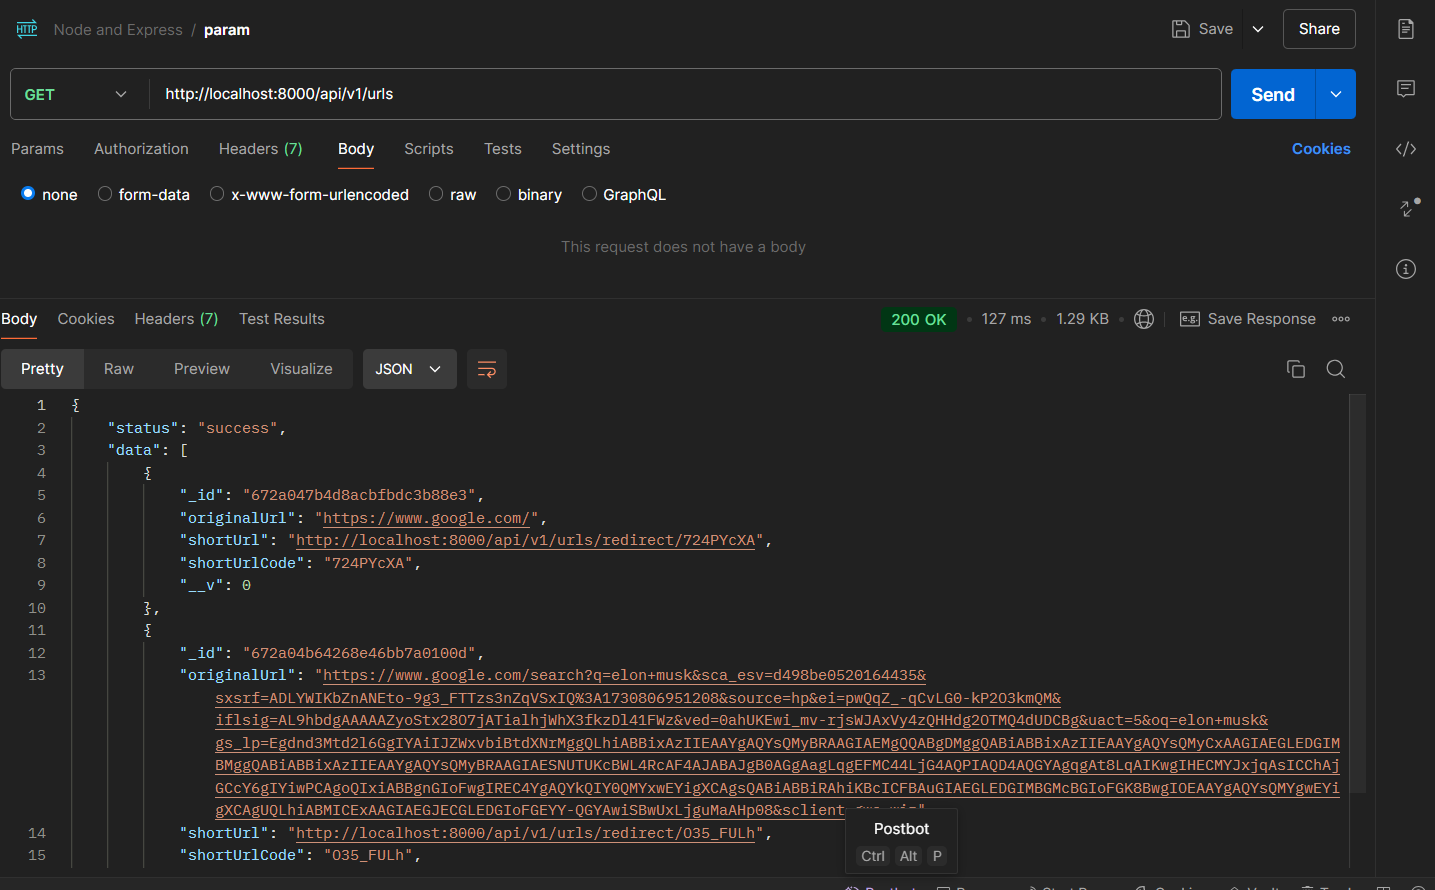 HTTP Node and Express / param
Save
Share
GET
http://localhost:8000/api/v1/urls
Send
Params Authorization Headers (7) Body Scripts Tests Settings
Cookies
none form-data x-www-form-urlencoded raw binary GraphQL
This request does not have a body
Body Cookies Headers (7) Test Results
200 OK • 127 ms • 1.29 KB • e.g. Save Response
Pretty Raw Preview Visualize JSON
1 {
2 "status": "success",
3 "data": [
4 {
5 "_id": "672a047b4d8acbfbdc3b88e3",
6 "originalUrl": "https://www.google.com/",
7 "shortUrl": "http://localhost:8000/api/v1/urls/redirect/724PYcXA",
8 "shortUrlCode": "724PYcXA",
9 "__v": 0
10 },
11 {
12 "_id": "672a04b64268e46bb7a0100d",
13 "originalUrl": "https://www.google.com/search?q=elon+musk&sca_esv=d498be0520164435&
sxsrf=ADLYWIKbZnANEto-9g3_FTTzs3nZqVSxIQ%3A1730806951208&source=hp&ei=pwQqZ_-qCvLG0-kP2O3kmQM&
iflsig=AL9hbdgAAAAAZyoStx28O7jATialhjWhX3fkzDl41FWz&ved=0ahUKEwi_mv-rjsWJAxVy4zQHHdg2OTMQ4dUDCBg&uact=5&oq=elon+musk&
gs_lp=Egdnd3Mtd2l6GgIYAiIJZWxvbiBtdXNrMggQLhiABBixAzIIEAAYgAQYsQMyBRAAGIAEMgQQABgDMggQABiABBixAzIIEAAYgAQYsQMyCxAAGIAEGLEDGIM
BMggQABiABBixAzIIEAAYgAQYsQMyBRAAGIAESNUTUKcBWL4RcAF4AJABAJgB0AGgAagLqgEFMC44LjG4AQPIAQD4AQGYAgqgAt8LqAIKwgIHECMYJxjqAsICChAj
GCcY6gIYiwPCAgoQIxiABBgnGIoFwgIREC4YgAQYkQIY0QMYxwEYigXCAgsQABiABBiRAhiKBcICFBAuGIAEGLEDGIMBGMcBGIoFGK8BwgIOEAAYgAQYsQMYgwEYi
gXCAgUQLhiABMICExAAGIAEGJECGLEDGIoFGEYY-QGYAwiSBwUxLjguMaAHp08&sclient
14 "shortUrl": "http://localhost:8000/api/v1/urls/redirect/O35_FULh",
15 "shortUrlCode": "O35_FULh",
Postbot
Ctrl Alt P